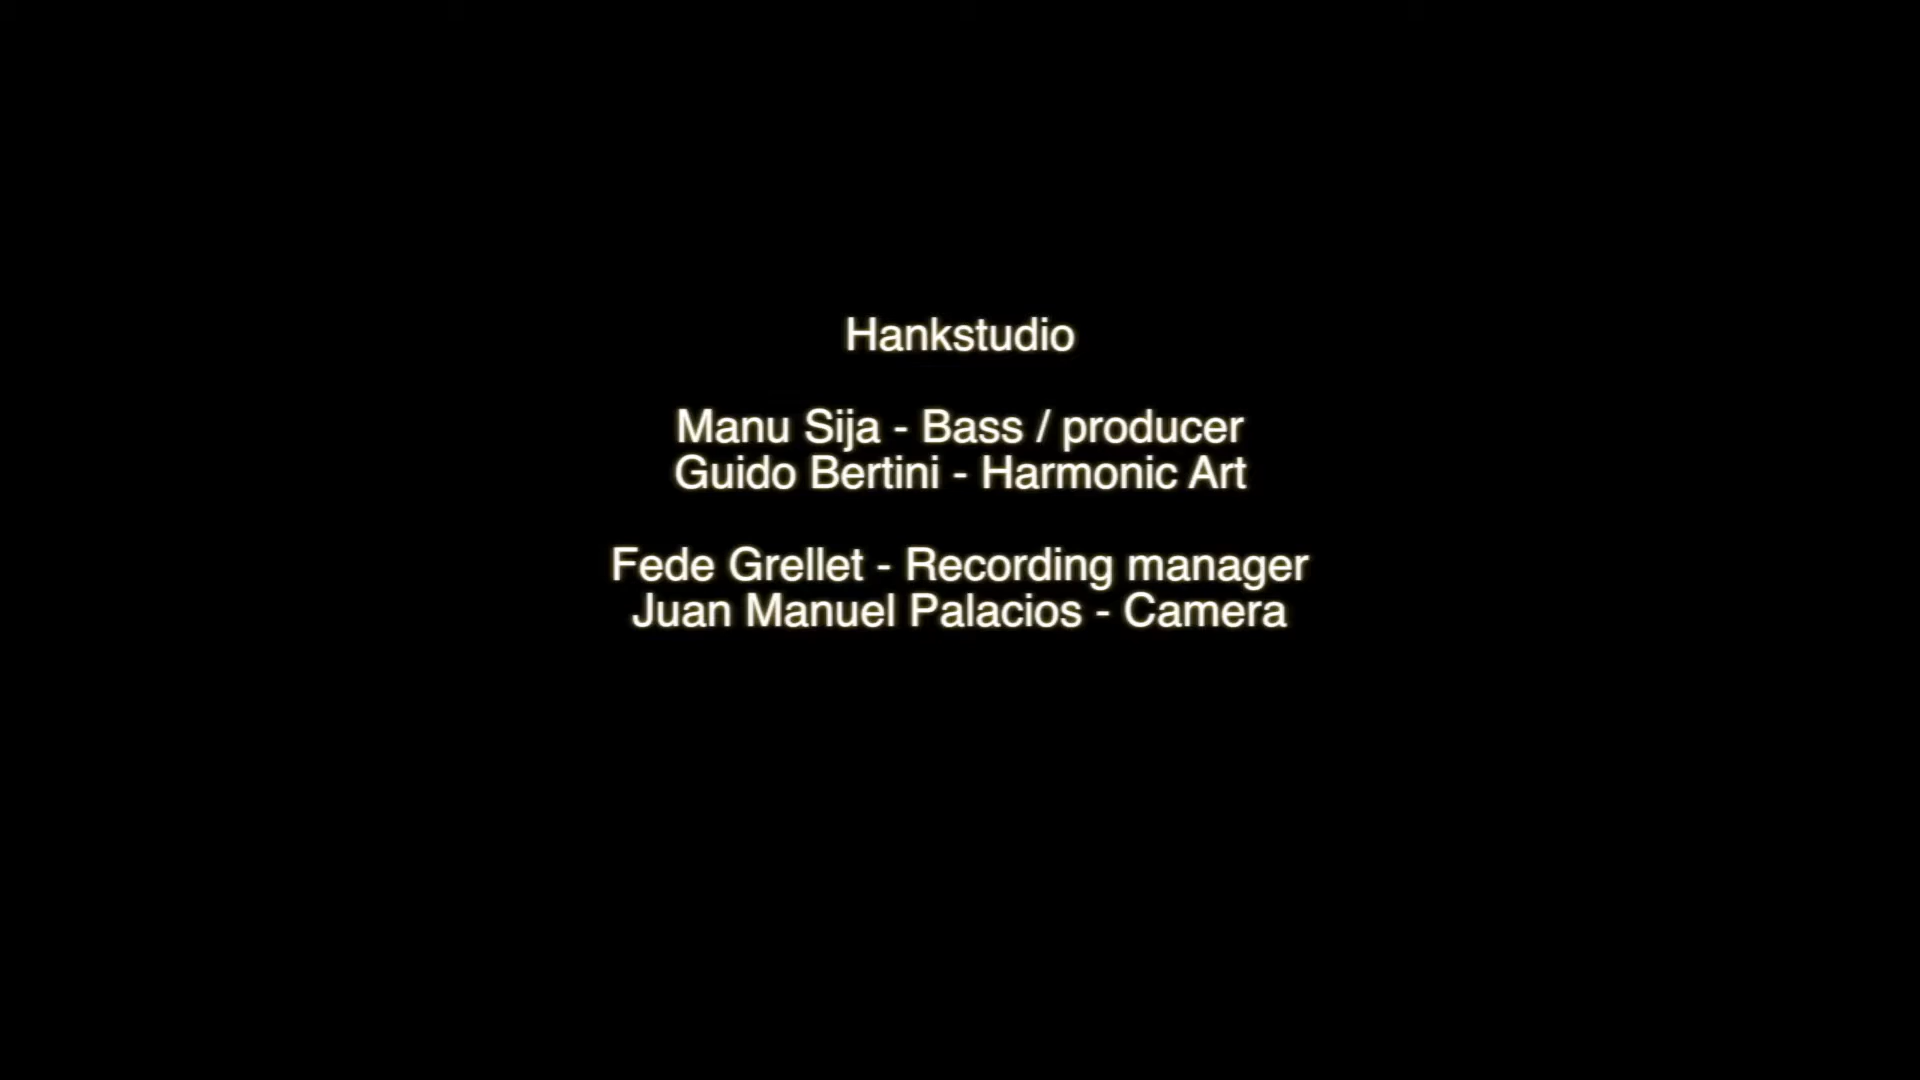 Hankstudio
Manu Sija - Bass / producer
Guido Bertini - Harmonic Art
Fede Grellet - Recording manager
Juan Manuel Palacios - Camera